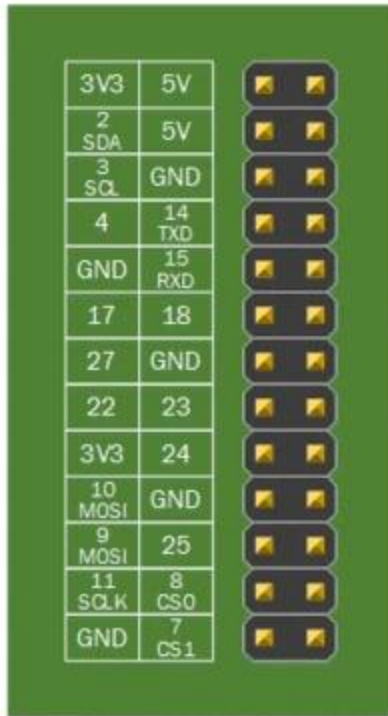 3V3 5V
2
SDA 5V
3
SCL GND
4 14
TXD
GND 15
RXD
17 18
27 GND
22 23
3V3 24
10
MOSI GND
9
MOSI 25
11
SCLK 8
CS0
GND 7
CS1